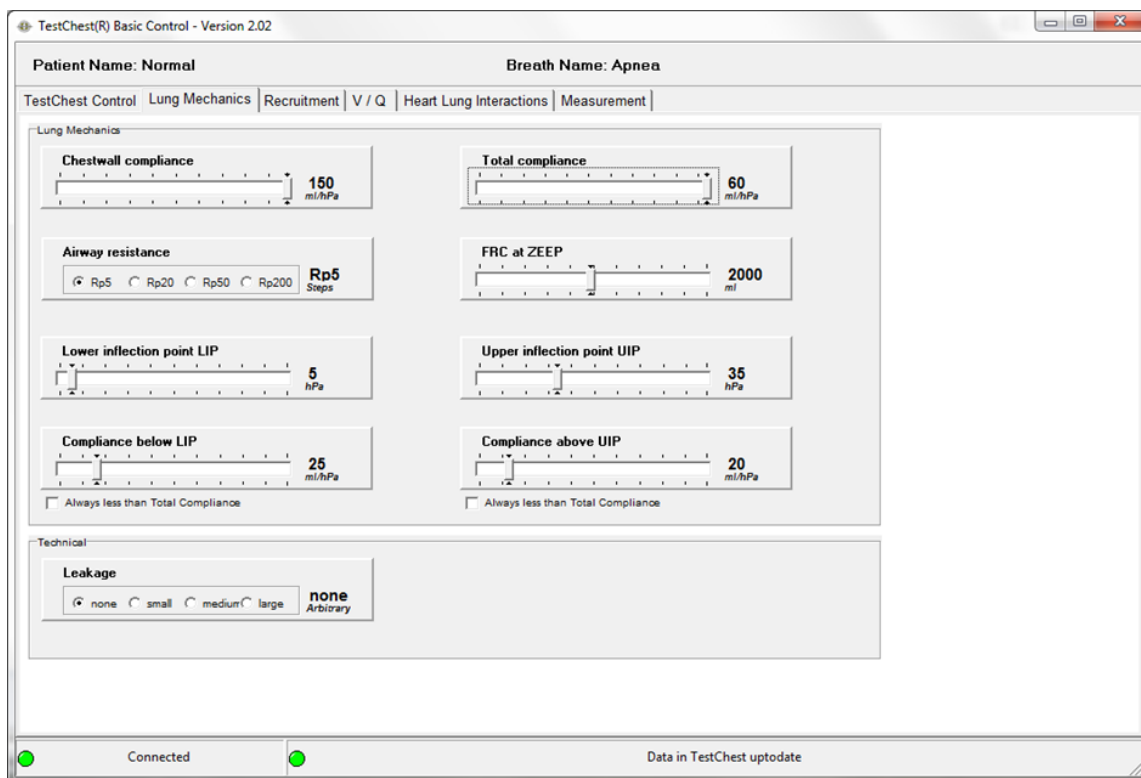 TestChest(R) Basic Control - Version 2.02
Patient Name: Normal Breath Name: Apnea
TestChest Control Lung Mechanics Recruitment V / Q Heart Lung Interactions Measurement
Lung Mechanics
Chestwall compliance
150
ml/hPa
Total compliance
60
ml/hPa
Airway resistance
Rp5 Rp20 Rp50 Rp200
Rp5
Steps
FRC at ZEEP
2000
ml
Lower inflection point LIP
5
hPa
Upper inflection point UIP
35
hPa
Compliance below LIP
25
ml/hPa
Always less than Total Compliance
Compliance above UIP
20
ml/hPa
Always less than Total Compliance
Technical
Leakage
none small medium large
none
Arbitrary
Connected Data in TestChest uptodate